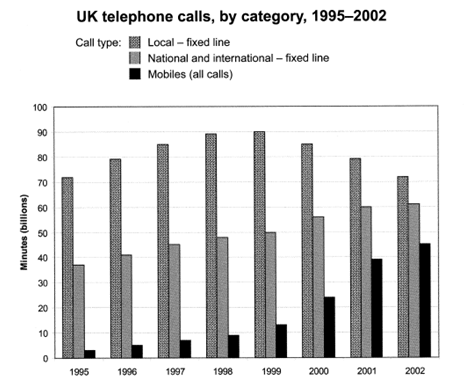 UK telephone calls, by category, 1995–2002
Call type: Local – fixed line
National and international – fixed line
Mobiles (all calls)
Minutes (billions)
100
90
80
70
60
50
40
30
20
10
0
1995 1996 1997 1998 1999 2000 2001 2002